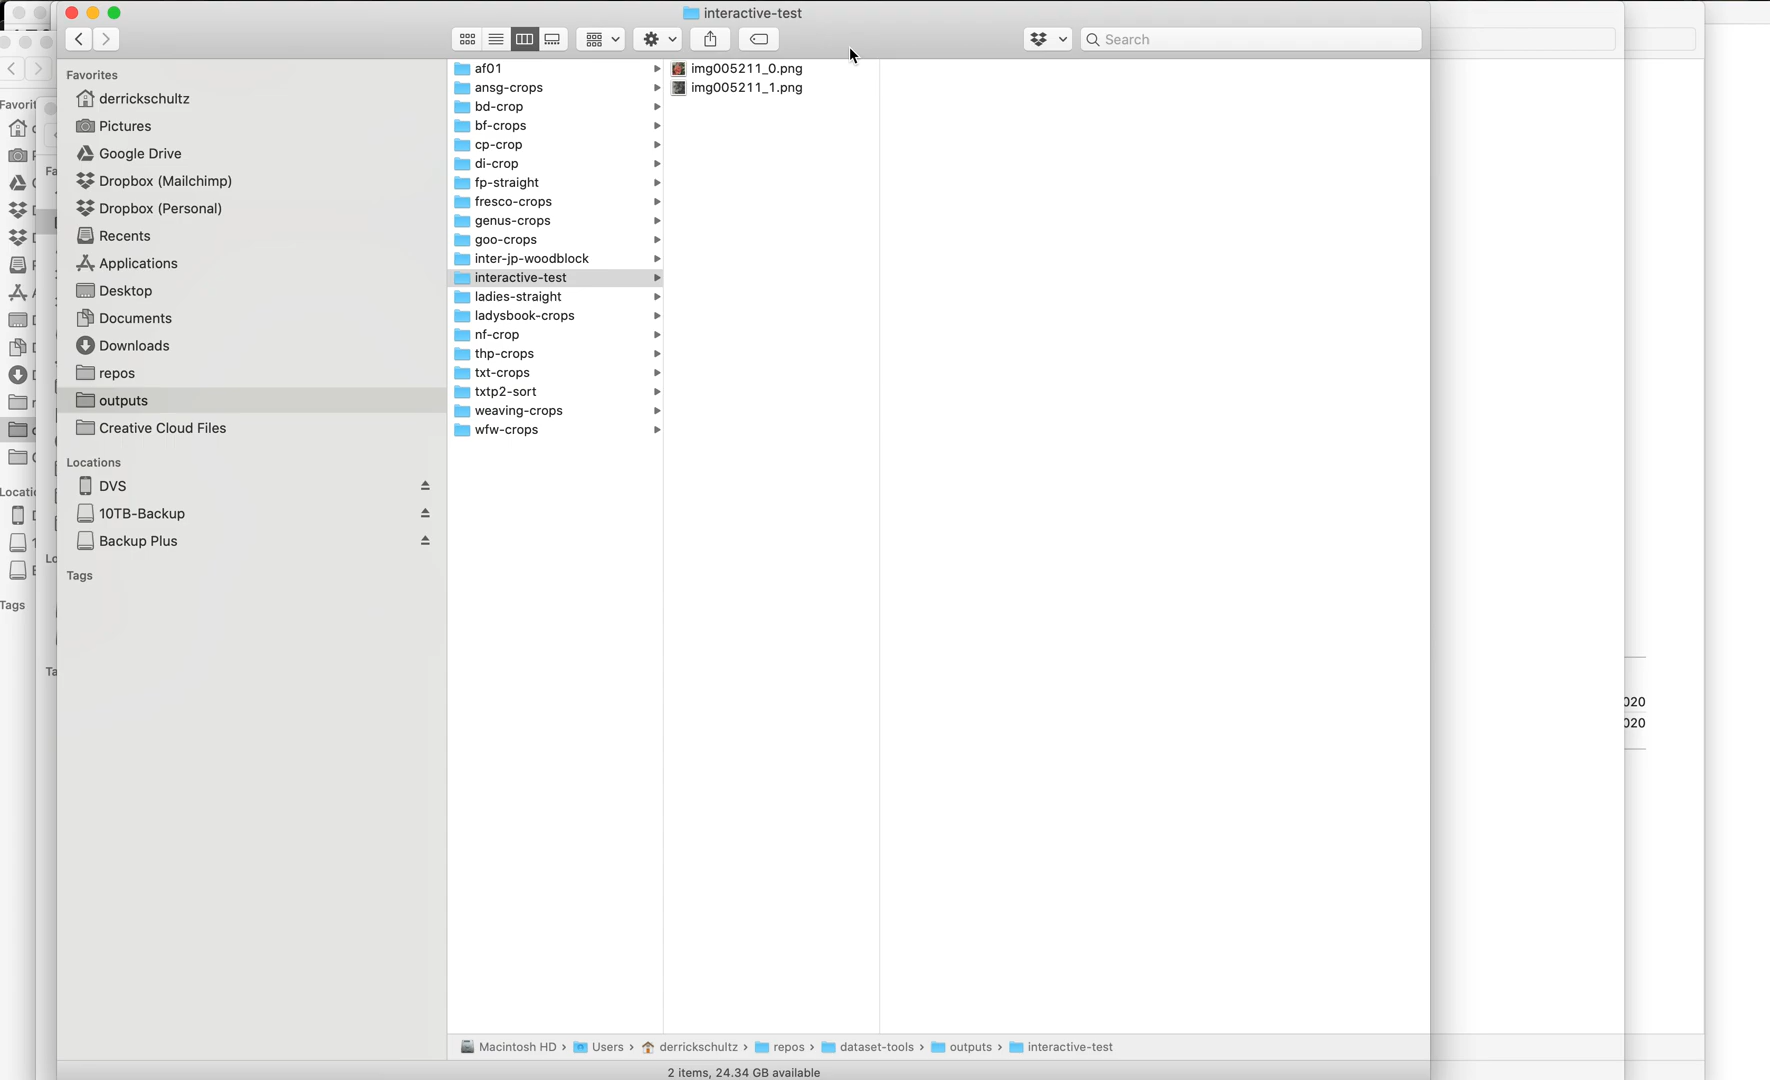 interactive-test
Search
Favorites
derrickschultz
Pictures
Google Drive
Dropbox (Mailchimp)
Dropbox (Personal)
Recents
Applications
Desktop
Documents
Downloads
repos
outputs
Creative Cloud Files
Locations
DVS
10TB-Backup
Backup Plus
Tags
af01
ansg-crops
bd-crop
bf-crops
cp-crop
di-crop
fp-straight
fresco-crops
genus-crops
goo-crops
inter-jp-woodblock
interactive-test
ladies-straight
ladysbook-crops
nf-crop
thp-crops
txt-crops
txtp2-sort
weaving-crops
wfw-crops
img005211_0.png
img005211_1.png
Macintosh HD › Users › derrickschultz › repos › dataset-tools › outputs › interactive-test
2 items, 24.34 GB available
Tags
020
020